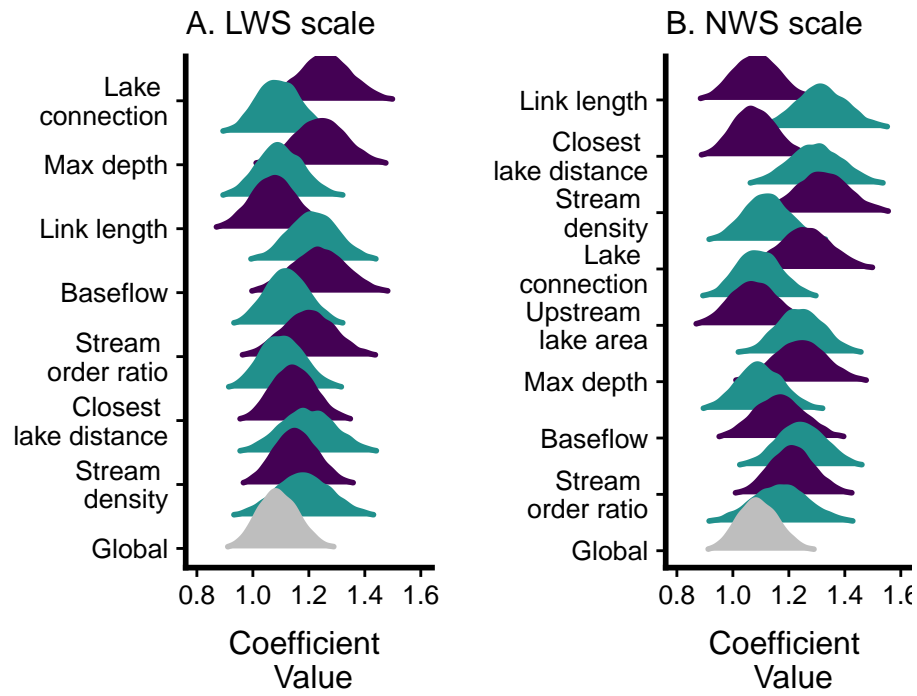 A. LWS scale
Lake
connection
Max depth
Link length
Baseflow
Stream
order ratio
Closest
lake distance
Stream
density
Global
0.8 1.0 1.2 1.4 1.6
Coefficient
Value
B. NWS scale
Link length
Closest
lake distance
Stream
density
Lake
connection
Upstream
lake area
Max depth
Baseflow
Stream
order ratio
Global
0.8 1.0 1.2 1.4 1.6
Coefficient
Value